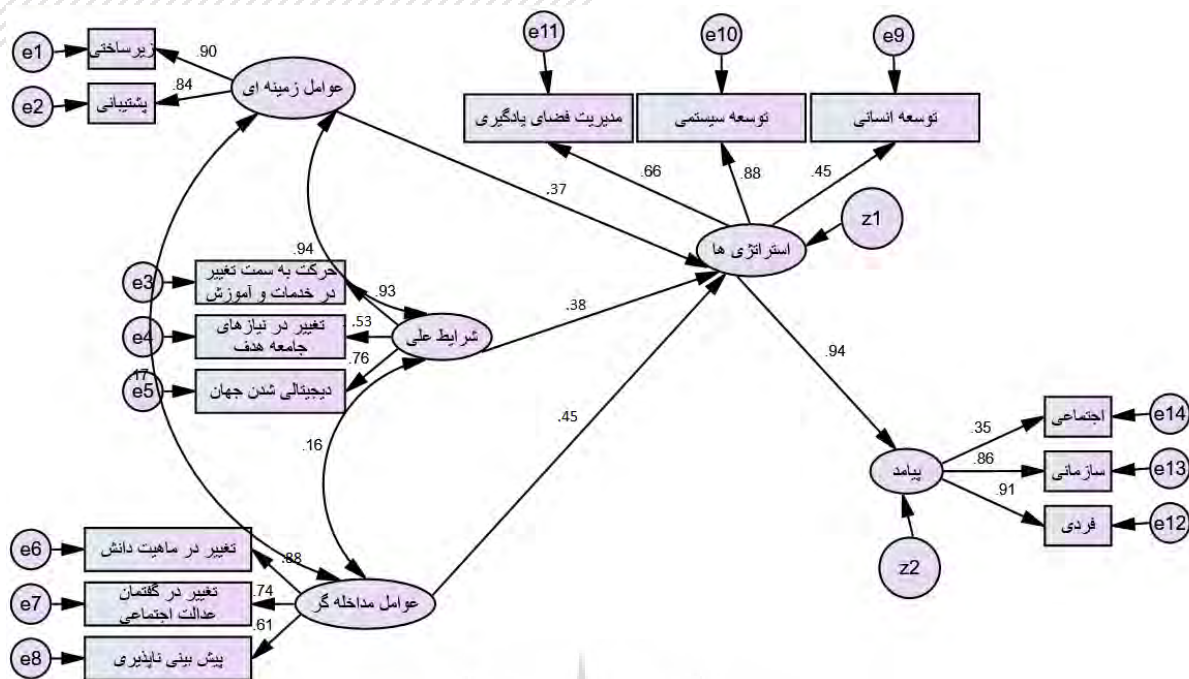 e11
e10
e9
e1
زیرساختی
.90
e2
پشتیبانی
.84
عوامل زمینه ای
مدیریت فضای یادگیری
توسعه سیستمی
توسعه انسانی
.66
.88
.45
.37
استراتژی ها
z1
.94
e3
حرکت به سمت تغییر
در خدمات و آموزش
.93
e4
تغییر در نیازهای
جامعه هدف
.53
شرایط علی
.38
e5
دیجیتالی شدن جهان
.76
.17
.16
.45
.94
اجتماعی
e14
.35
پیامد
.86
سازمانی
e13
.91
فردی
e12
z2
e6
تغییر در ماهیت دانش
.88
e7
تغییر در گفتمان
عدالت اجتماعی
.74
عوامل مداخله گر
e8
پیش بینی ناپذیری
.61